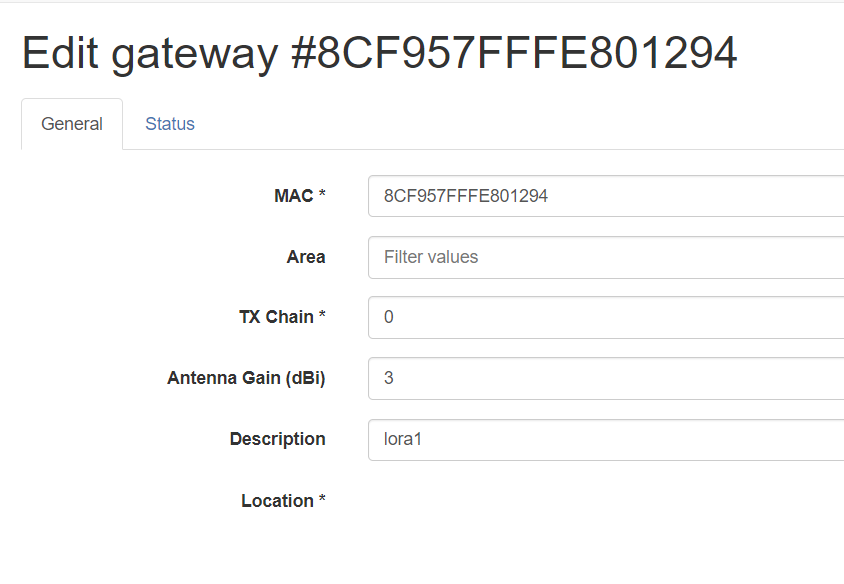 Edit gateway #8CF957FFFE801294
General Status
MAC * 8CF957FFFE801294
Area Filter values
TX Chain * 0
Antenna Gain (dBi) 3
Description lora1
Location *